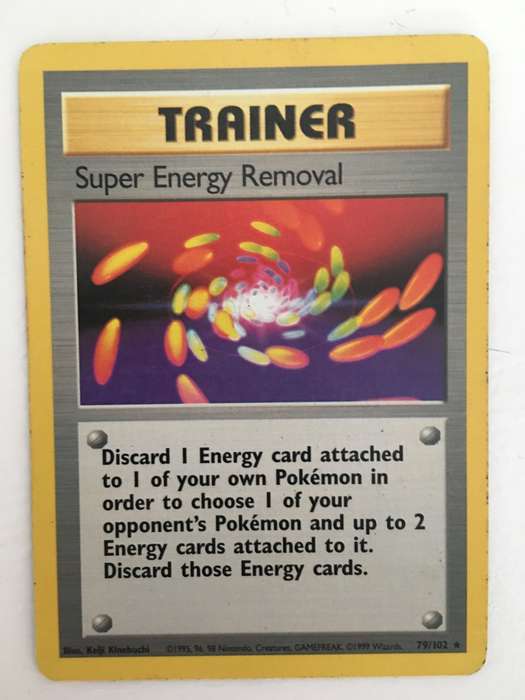 TRAINER
Super Energy Removal
Discard 1 Energy card attached
to 1 of your own Pokémon in
order to choose 1 of your
opponent's Pokémon and up to 2
Energy cards attached to it.
Discard those Energy cards.
Illus. Keiji Kinebuchi ©1995, 96, 98 Nintendo, Creatures, GAMEFREAK. ©1999 Wizards. 79/102 ★